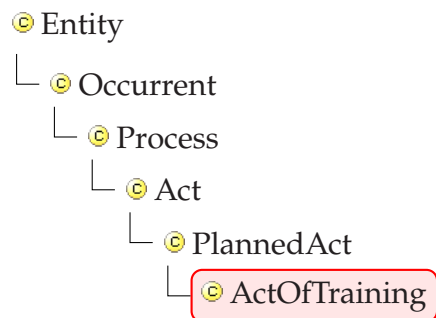 Entity
Occurrent
Process
Act
PlannedAct
ActOfTraining